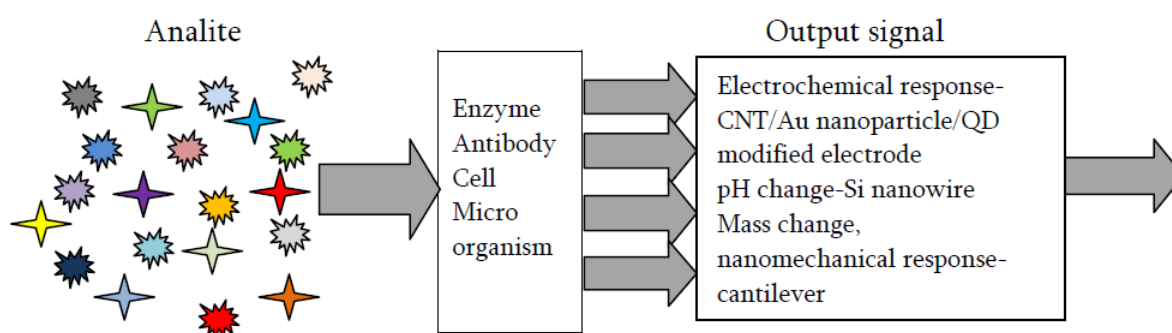 Analite
Output signal
Enzyme
Antibody
Cell
Micro
organism
Electrochemical response-
CNT/Au nanoparticle/QD
modified electrode
pH change-Si nanowire
Mass change,
nanomechanical response-
cantilever